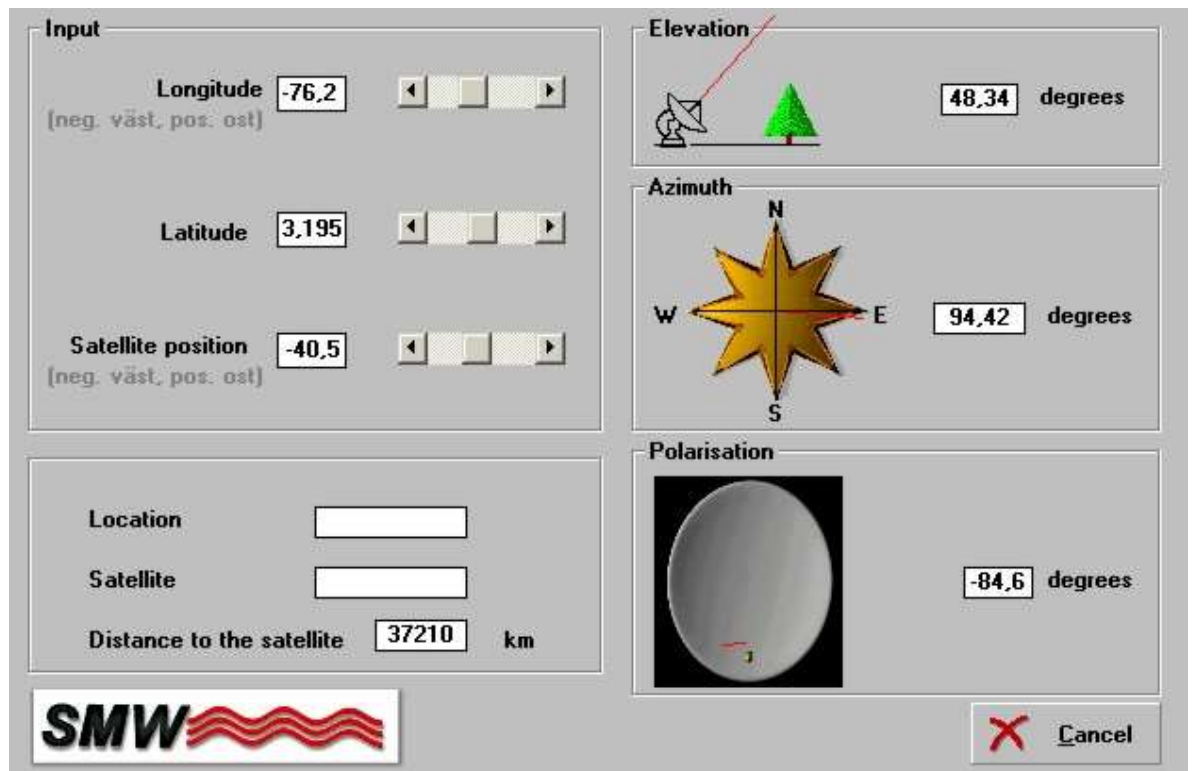 Input
Longitude -76,2
(neg. väst, pos. ost)
Latitude 3,195
Satellite position -40,5
(neg. väst, pos. ost)
Location
Satellite
Distance to the satellite 37210 km
SMW
Elevation
48,34 degrees
Azimuth
N
W E 94,42 degrees
S
Polarisation
-84,6 degrees
Cancel